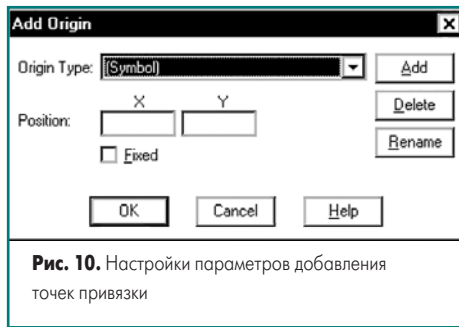 Add Origin
Origin Type: (Symbol) Add
X Y Delete
Position:
Fixed Rename
OK Cancel Help
Рис. 10. Настройки параметров добавления
точек привязки